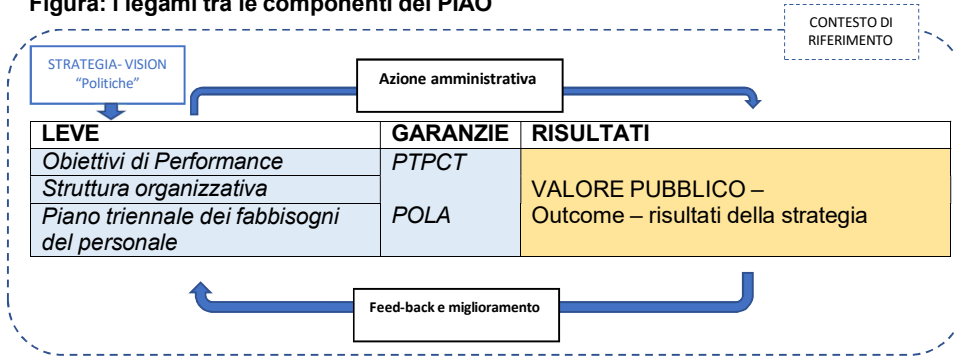 Figura: I legami tra le componenti del PIAO
CONTESTO DI
RIFERIMENTO
STRATEGIA- VISION
“Politiche”
Azione amministrativa
LEVE GARANZIE RISULTATI
Obiettivi di Performance PTPCT
Struttura organizzativa
VALORE PUBBLICO –
Piano triennale dei fabbisogni POLA Outcome – risultati della strategia
del personale
Feed-back e miglioramento